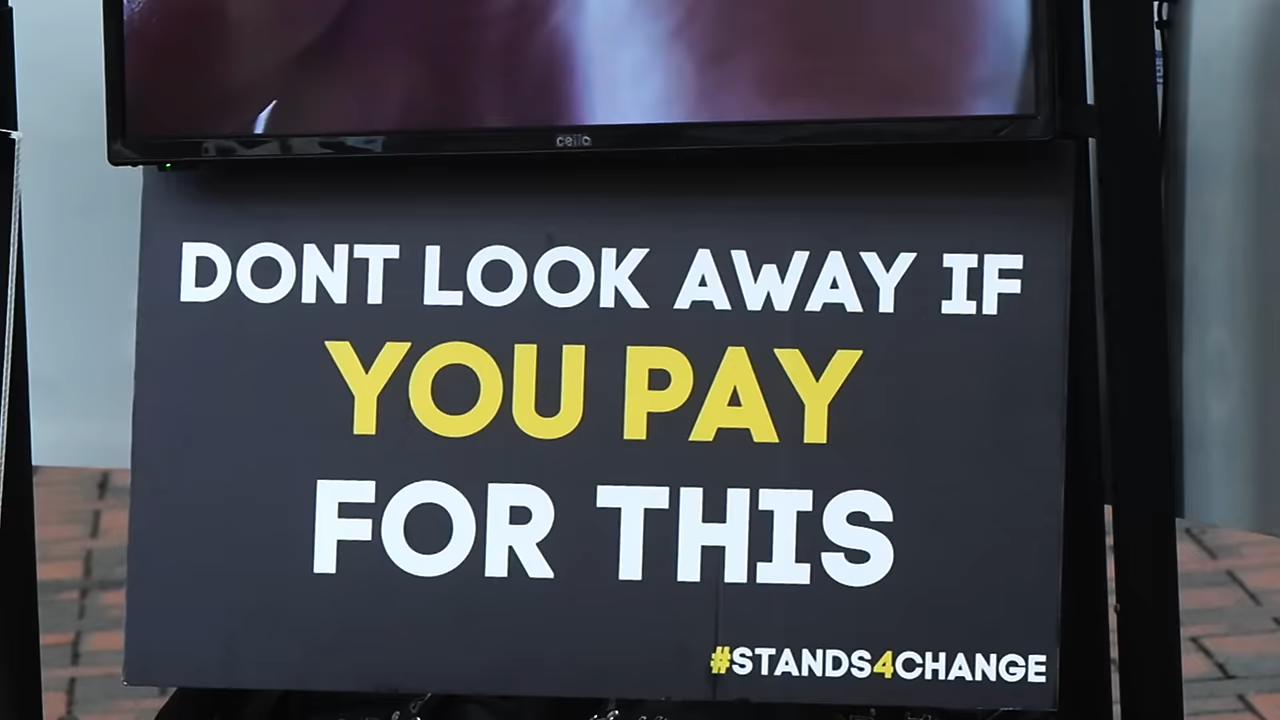 cello
DONT LOOK AWAY IF
YOU PAY
FOR THIS
#STANDS4CHANGE